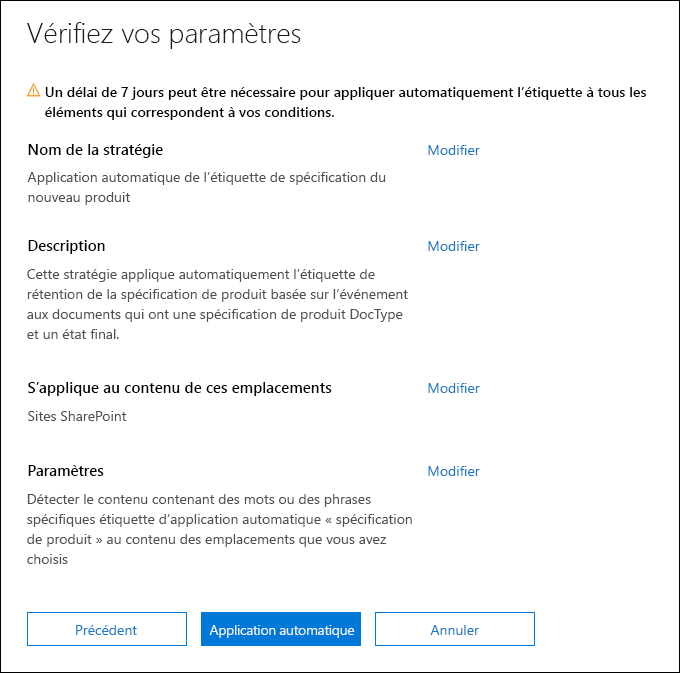 Vérifiez vos paramètres
Un délai de 7 jours peut être nécessaire pour appliquer automatiquement l’étiquette à tous les
éléments qui correspondent à vos conditions.
Nom de la stratégie
Modifier
Application automatique de l’étiquette de spécification du
nouveau produit
Description
Modifier
Cette stratégie applique automatiquement l’étiquette de
rétention de la spécification de produit basée sur l’événement
aux documents qui ont une spécification de produit DocType
et un état final.
S’applique au contenu de ces emplacements
Modifier
Sites SharePoint
Paramètres
Modifier
Détecter le contenu contenant des mots ou des phrases
spécifiques étiquette d’application automatique « spécification
de produit » au contenu des emplacements que vous avez
choisis
Précédent
Application automatique
Annuler